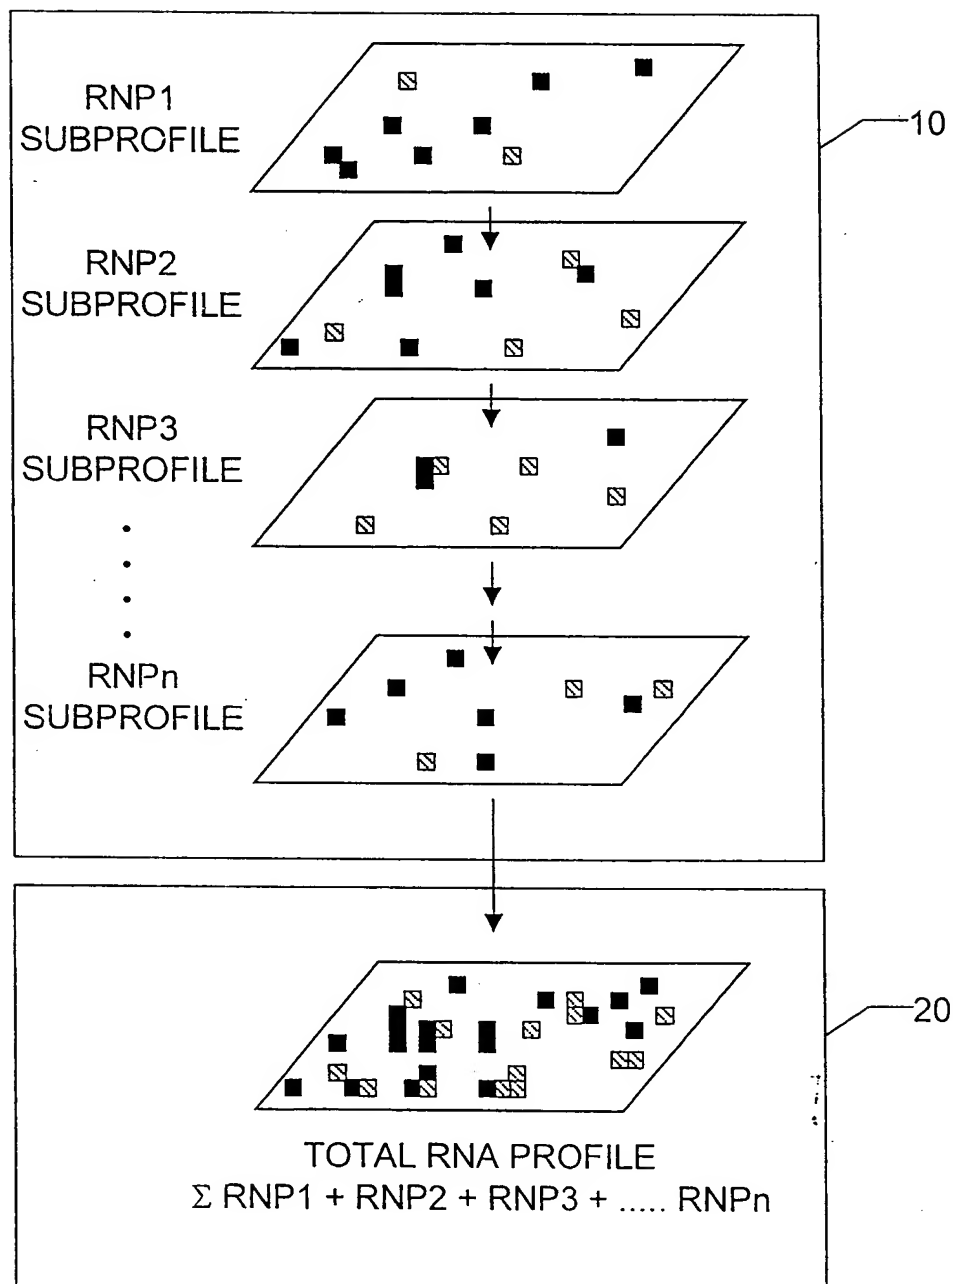 RNP1
SUBPROFILE
10
RNP2
SUBPROFILE
RNP3
SUBPROFILE
RNPn
SUBPROFILE
20
TOTAL RNA PROFILE
Σ RNP1 + RNP2 + RNP3 + ..... RNPn